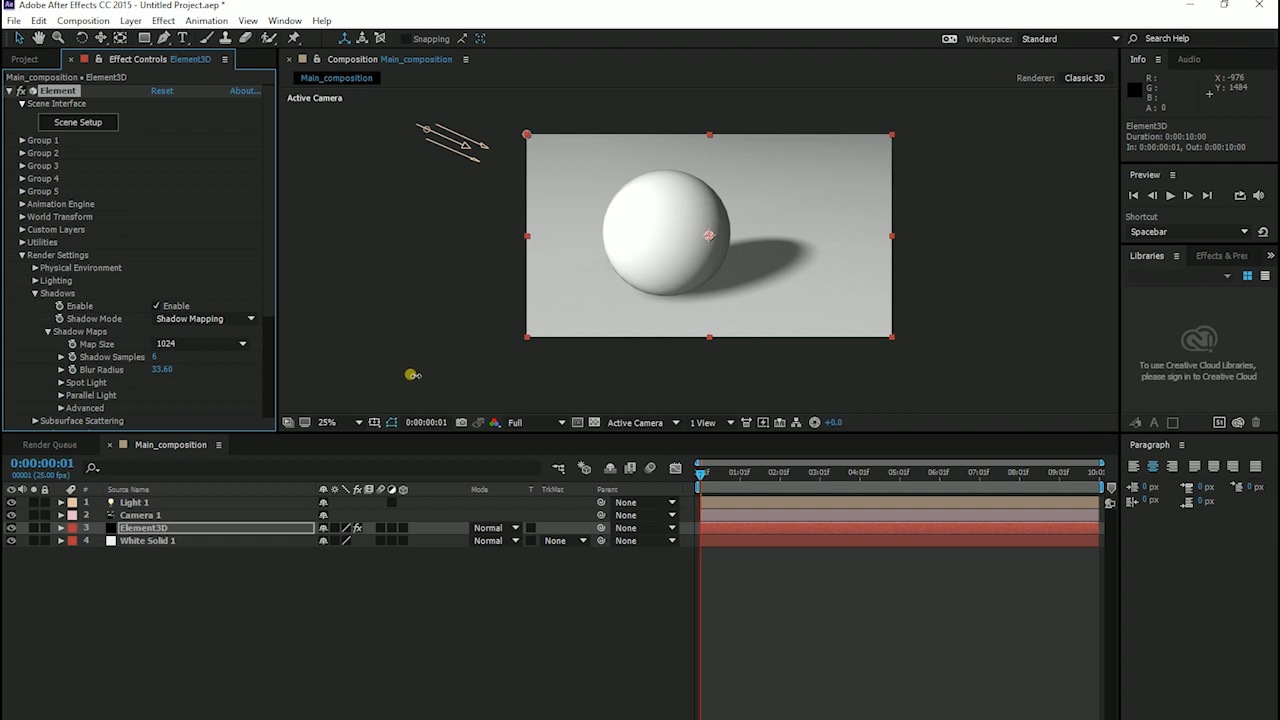 Adobe After Effects CC 2015 - Untitled Project.aep *
File Edit Composition Layer Effect Animation View Window Help
Snapping
Workspace: Standard
Search Help
Project
Effect Controls Element3D
Main_composition • Element3D
fx Element Reset About...
Scene Interface
Scene Setup
Group 1
Group 2
Group 3
Group 4
Group 5
Animation Engine
World Transform
Custom Layers
Utilities
Render Settings
Physical Environment
Lighting
Shadows
Enable Enable
Shadow Mode Shadow Mapping
Shadow Maps
Map Size 1024
Shadow Samples 6
Blur Radius 33.60
Spot Light
Parallel Light
Advanced
Subsurface Scattering
Composition Main_composition
Main_composition
Renderer: Classic 3D
Active Camera
25% 0:00:00:01 Full Active Camera 1 View +0.0
Info Audio
R: X: -976
G: Y: 1484
B:
A: 0
Element3D
Duration: 0:00:10:00
In: 0:00:00:01, Out: 0:00:10:00
Preview
Shortcut
Spacebar
Libraries Effects & Pres
To use Creative Cloud Libraries,
please sign in to Creative Cloud
Render Queue
Main_composition
0:00:00:01
00001 (25.00 fps)
# Source Name Mode T TrkMat Parent
1 Light 1 None
2 Camera 1 None
3 Element3D fx Normal None
4 White Solid 1 Normal None None
01:01f 02:01f 03:01f 04:01f 05:01f 06:01f 07:01f 08:01f 09:01f
Paragraph
0 px 0 px 0 px
0 px 0 px